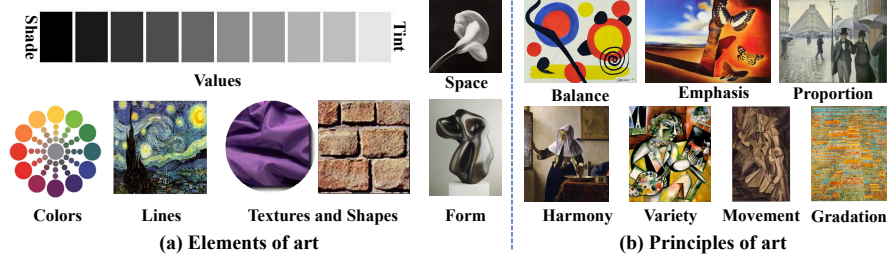 Shade
Tint
Values
Space
Colors
Lines
Textures and Shapes
Form
(a) Elements of art
Balance
Emphasis
Proportion
Harmony
Variety
Movement
Gradation
(b) Principles of art